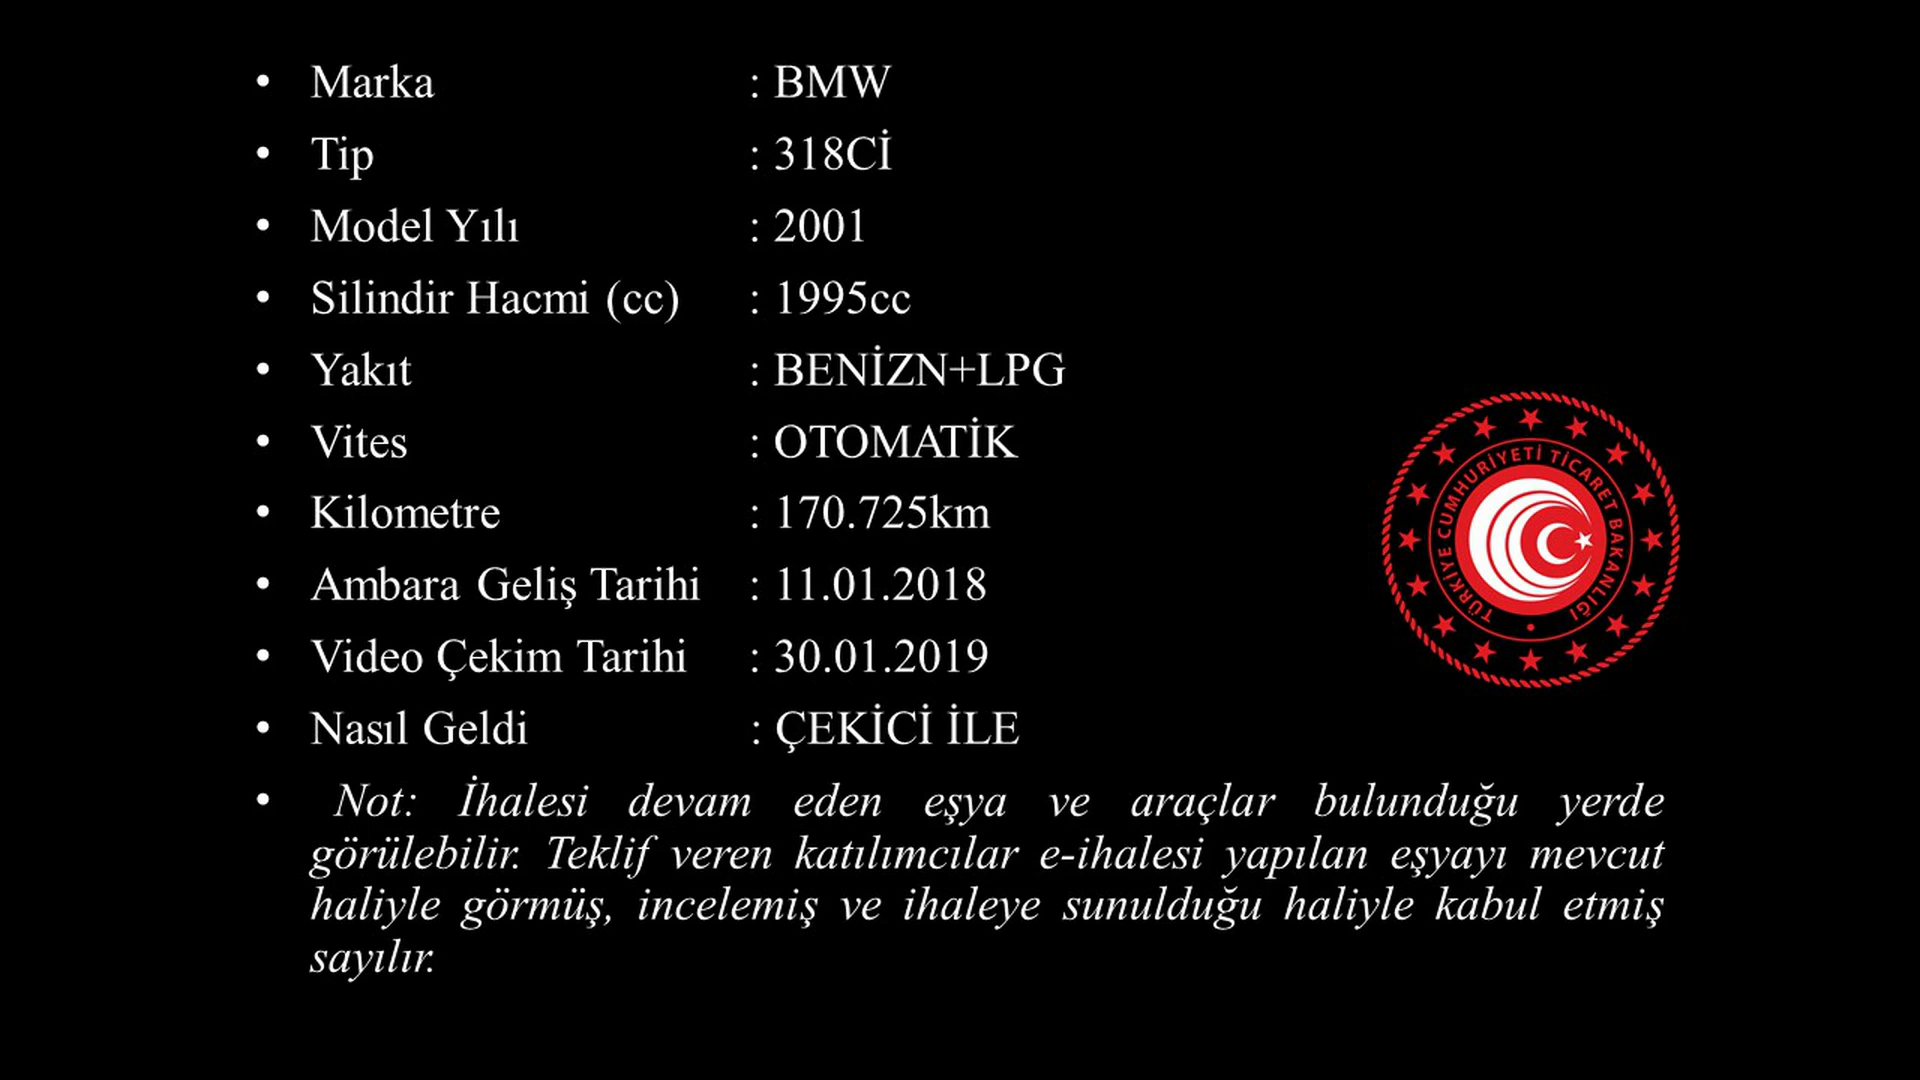 • Marka : BMW
• Tip : 318Cİ
• Model Yılı : 2001
• Silindir Hacmi (cc) : 1995cc
• Yakıt : BENİZN+LPG
• Vites : OTOMATİK
• Kilometre : 170.725km
• Ambara Geliş Tarihi : 11.01.2018
• Video Çekim Tarihi : 30.01.2019
• Nasıl Geldi : ÇEKİCİ İLE
• Not: İhalesi devam eden eşya ve araçlar bulunduğu yerde
görülebilir. Teklif veren katılımcılar e-ihalesi yapılan eşyayı mevcut
haliyle görmüş, incelemiş ve ihaleye sunulduğu haliyle kabul etmiş
sayılır.
TÜRKİYE CUMHURİYETİ TİCARET BAKANLIĞI